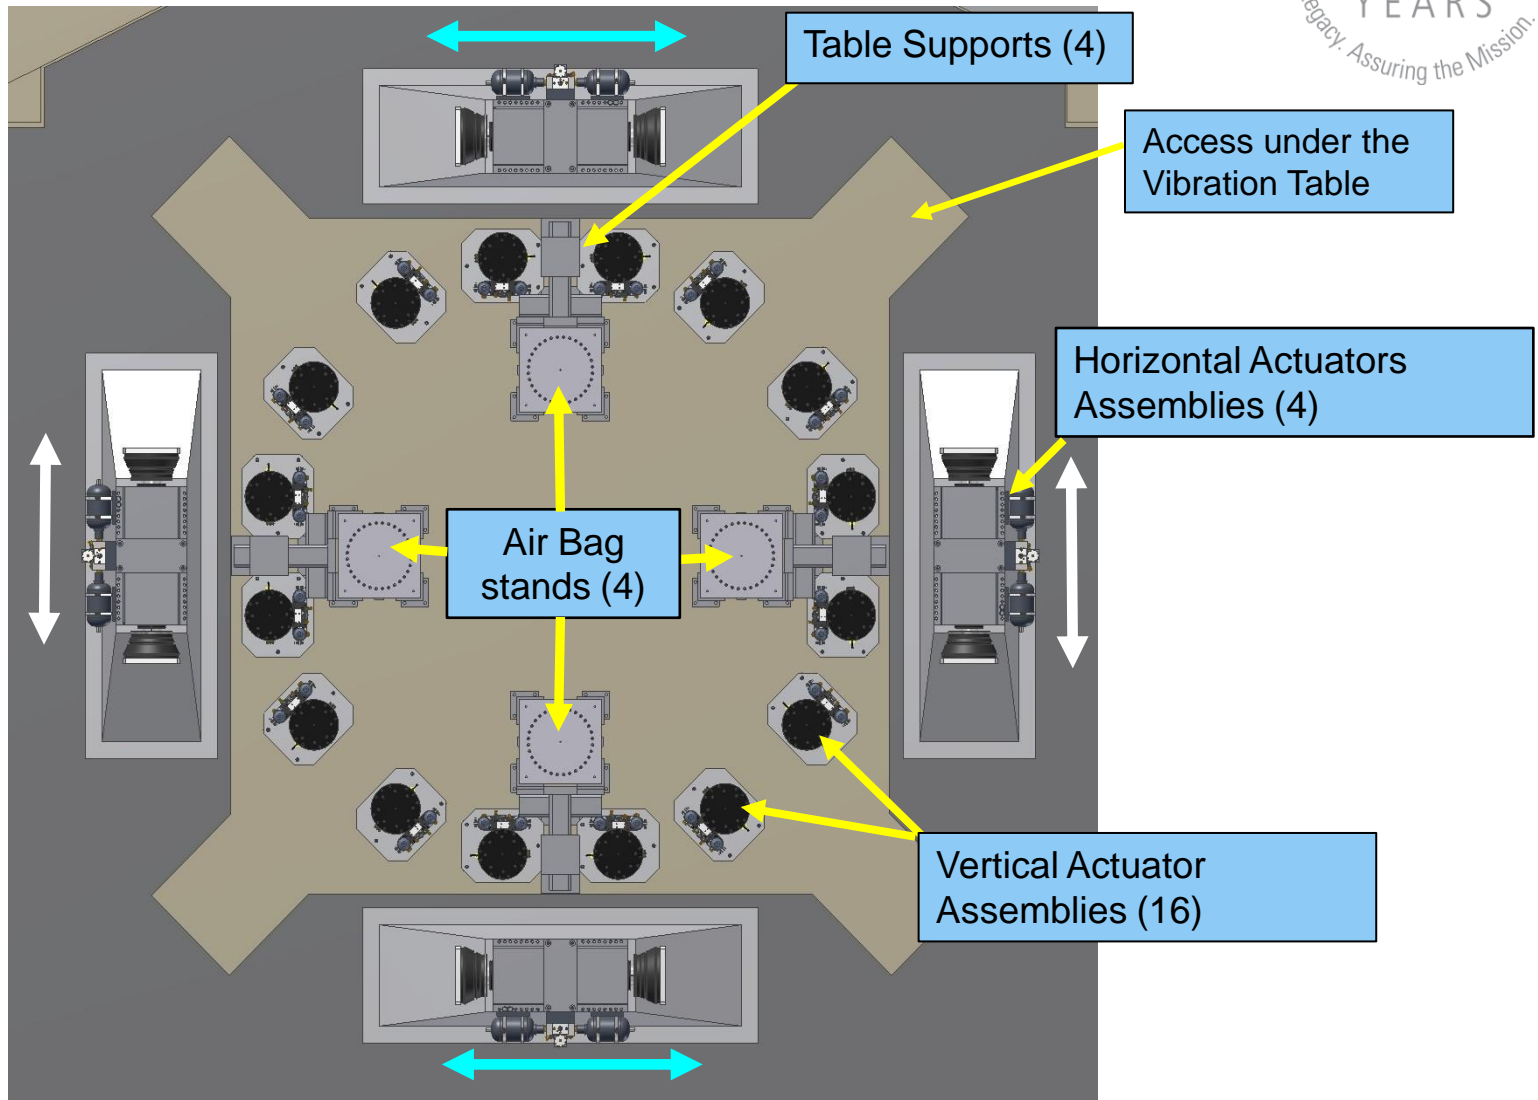 YEARS
Legacy. Assuring the Mission.
Table Supports (4)
Access under the
Vibration Table
Horizontal Actuators
Assemblies (4)
Air Bag
stands (4)
Vertical Actuator
Assemblies (16)